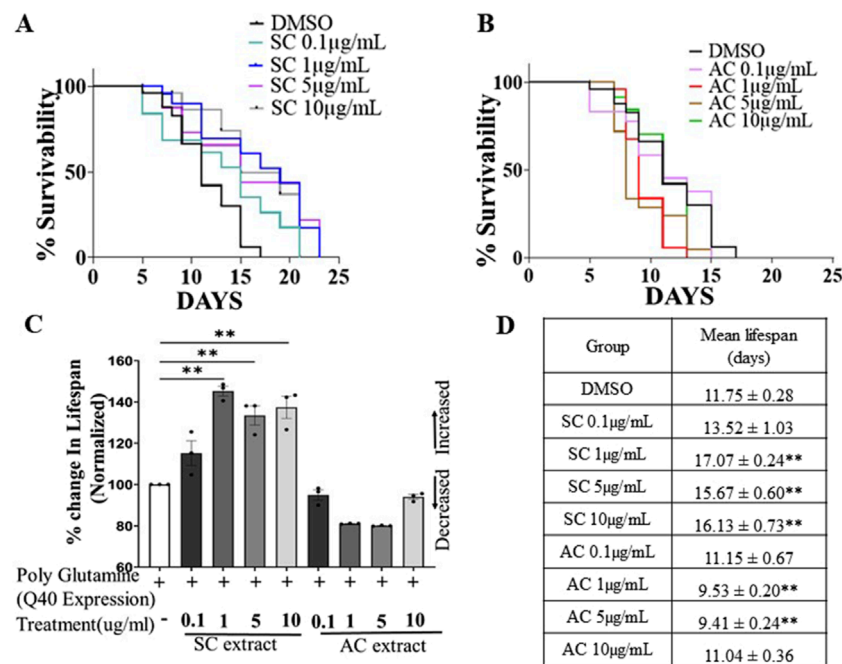 A
DMSO
SC 0.1µg/mL
SC 1µg/mL
SC 5µg/mL
SC 10µg/mL
% Survivability
100
50
0
0 5 10 15 20 25
DAYS
B
DMSO
AC 0.1µg/mL
AC 1µg/mL
AC 5µg/mL
AC 10µg/mL
% Survivability
100
50
0
0 5 10 15 20 25
DAYS
C
**
**
**
% change In Lifespan
(Normalized)
160
140
120
100
80
60
Increased
Decreased
Poly Glutamine
(Q40 Expression)
+ + + + + + + + +
Treatment(ug/ml) - 0.1 1 5 10 0.1 1 5 10
SC extract AC extract
D
Group Mean lifespan
(days)
DMSO 11.75 ± 0.28
SC 0.1µg/mL 13.52 ± 1.03
SC 1µg/mL 17.07 ± 0.24**
SC 5µg/mL 15.67 ± 0.60**
SC 10µg/mL 16.13 ± 0.73**
AC 0.1µg/mL 11.15 ± 0.67
AC 1µg/mL 9.53 ± 0.20**
AC 5µg/mL 9.41 ± 0.24**
AC 10µg/mL 11.04 ± 0.36